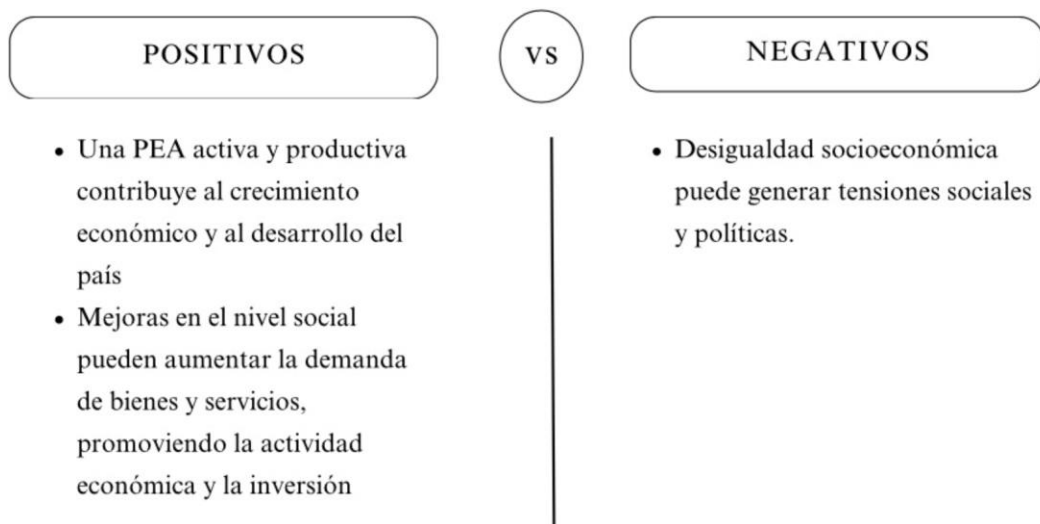 POSITIVOS
VS
NEGATIVOS
• Una PEA activa y productiva
contribuye al crecimiento
económico y al desarrollo del
país
• Mejoras en el nivel social
pueden aumentar la demanda
de bienes y servicios,
promoviendo la actividad
económica y la inversión
• Desigualdad socioeconómica
puede generar tensiones sociales
y políticas.